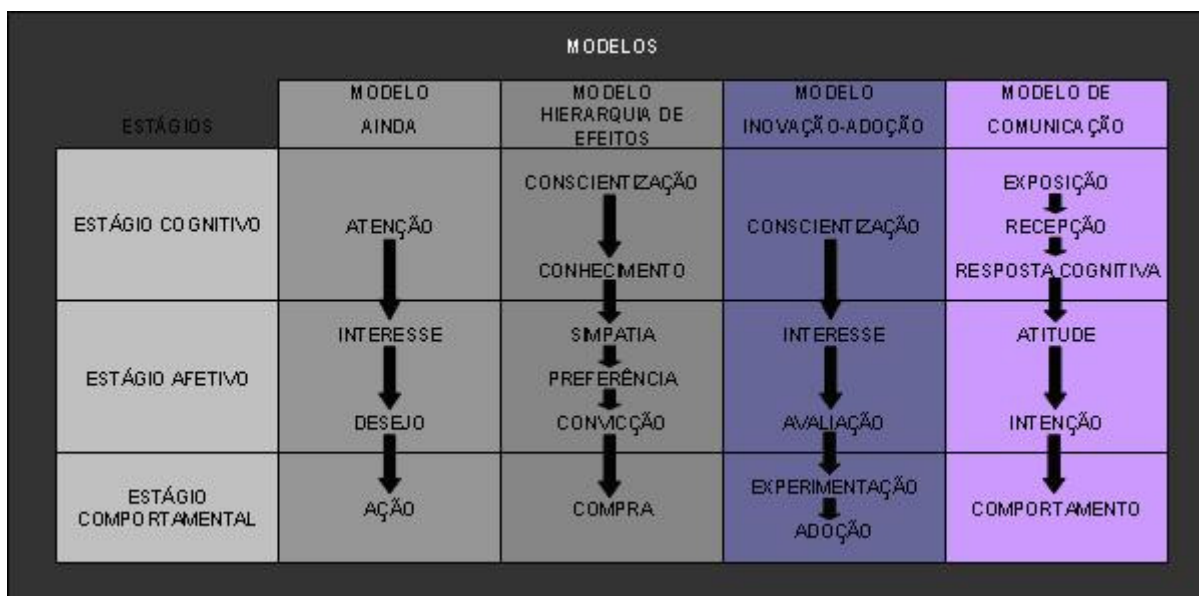 MODELOS
ESTÁGIOS
MODELO
AINDA
MODELO
HIERARQUIA DE
EFEITOS
MODELO
INOVAÇÃO-ADOÇÃO
MODELO DE
COMUNICAÇÃO
ESTÁGIO COGNITIVO
ATENÇÃO
CONSCIENTIZAÇÃO
CONHECIMENTO
CONSCIENTIZAÇÃO
EXPOSIÇÃO
RECEPÇÃO
RESPOSTA COGNITIVA
ESTÁGIO AFETIVO
INTERESSE
DESEJO
SIMPATIA
PREFERÊNCIA
CONVICÇÃO
INTERESSE
AVALIAÇÃO
ATITUDE
INTENÇÃO
ESTÁGIO
COMPORTAMENTAL
AÇÃO
COMPRA
EXPERIMENTAÇÃO
ADOÇÃO
COMPORTAMENTO